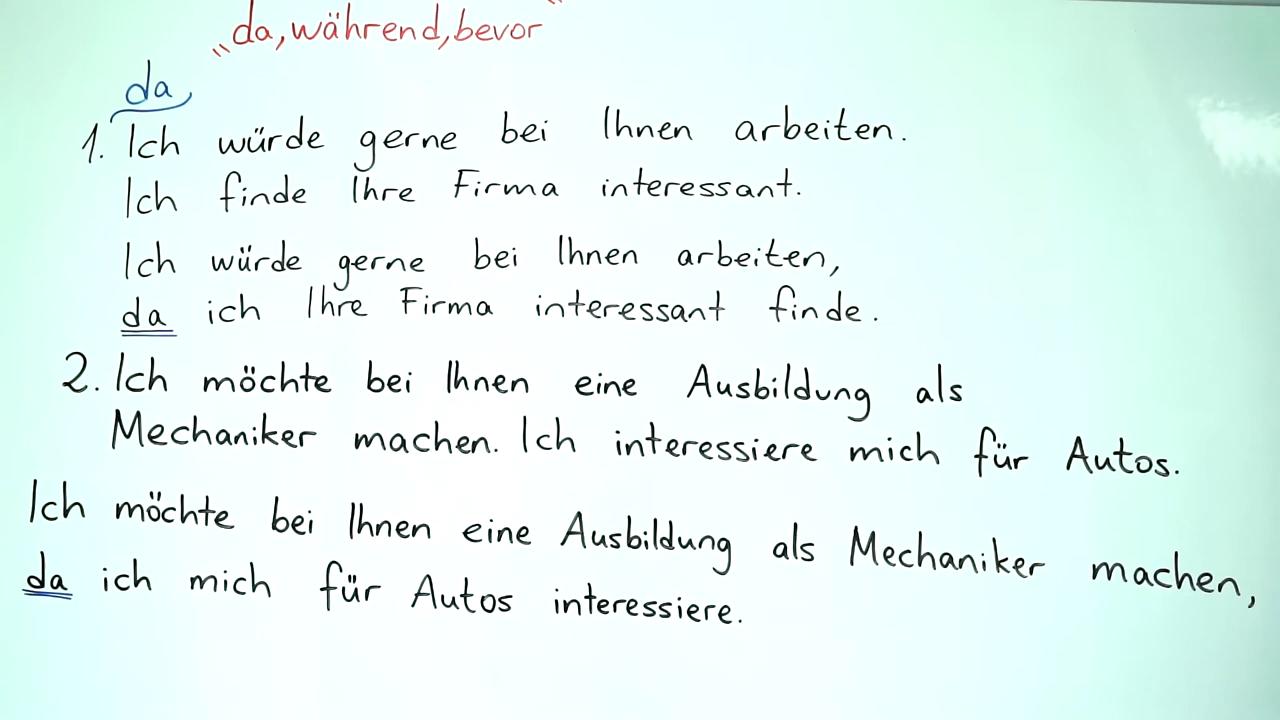 „da, während, bevor“
da
1. Ich würde gerne bei Ihnen arbeiten.
Ich finde Ihre Firma interessant.
Ich würde gerne bei Ihnen arbeiten,
da ich Ihre Firma interessant finde.
2. Ich möchte bei Ihnen eine Ausbildung als
Mechaniker machen. Ich interessiere mich für Autos.
Ich möchte bei Ihnen eine Ausbildung als Mechaniker machen,
da ich mich für Autos interessiere.